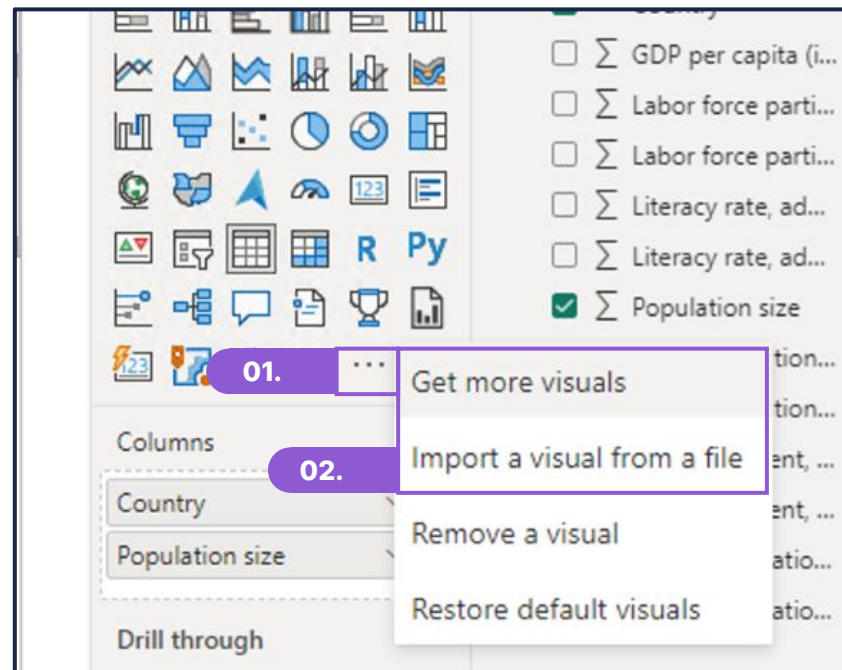 GDP per capita (i...
Labor force parti...
Labor force parti...
123
Literacy rate, ad...
R Py
Literacy rate, ad...
Population size
123
01.
...
Get more visuals
tion...
tion...
Columns
02.
Import a visual from a file
ent, ...
Country
ent, ...
Remove a visual
Population size
atio...
Restore default visuals
atio...
Drill through